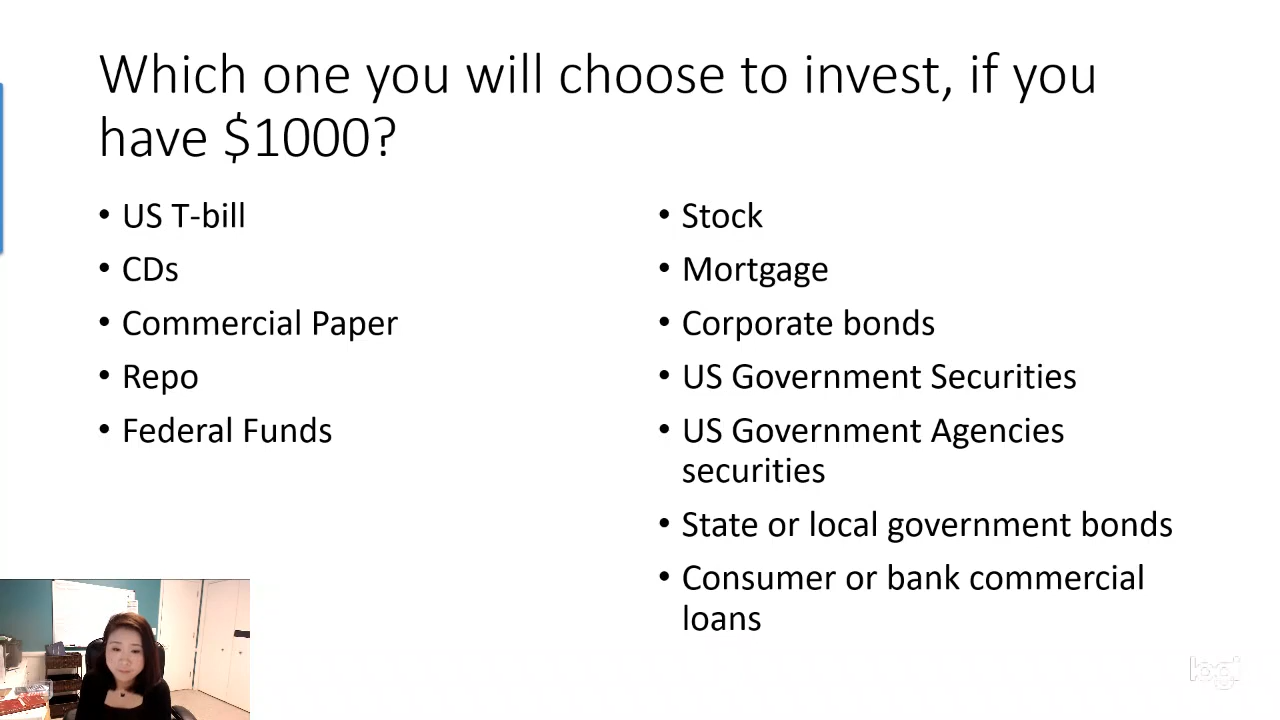 Which one you will choose to invest, if you
have $1000?
• US T-bill
• CDs
• Commercial Paper
• Repo
• Federal Funds
• Stock
• Mortgage
• Corporate bonds
• US Government Securities
• US Government Agencies
securities
• State or local government bonds
• Consumer or bank commercial
loans
logi